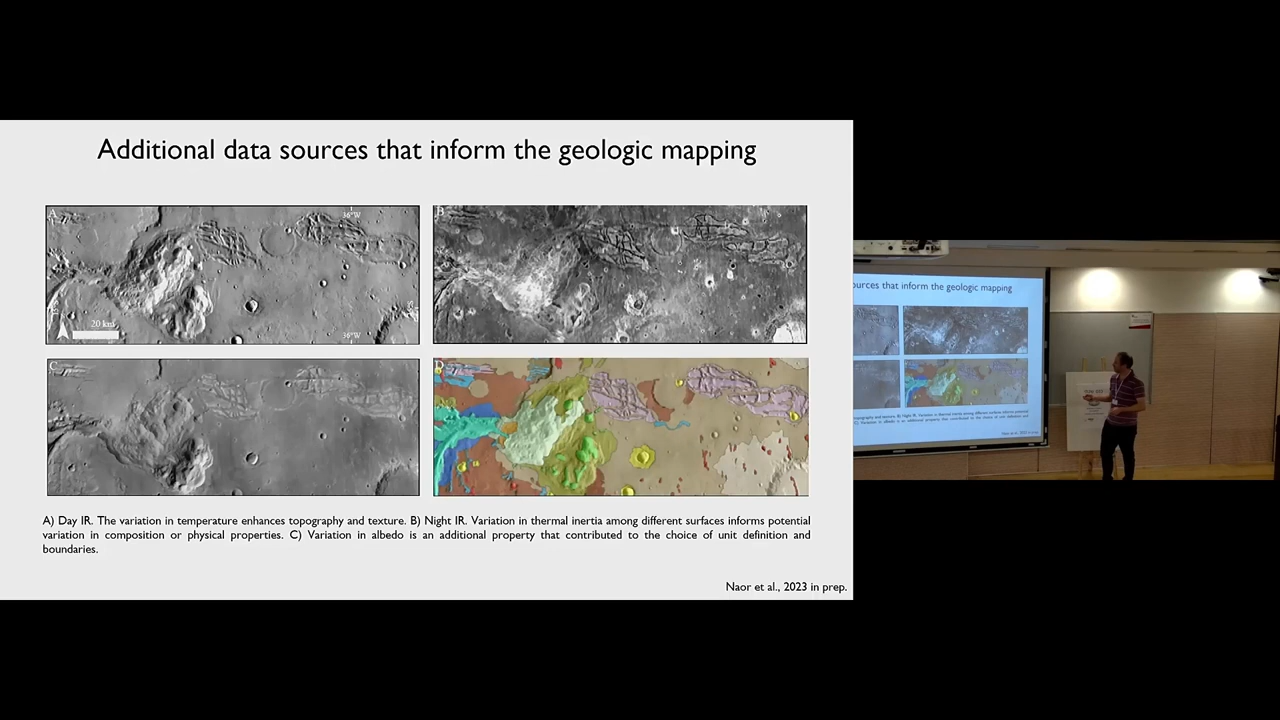 Additional data sources that inform the geologic mapping
A
36°W
20 km
36°W
B
C
D
A) Day IR. The variation in temperature enhances topography and texture. B) Night IR. Variation in thermal inertia among different surfaces informs potential
variation in composition or physical properties. C) Variation in albedo is an additional property that contributed to the choice of unit definition and
boundaries.
Naor et al., 2023 in prep.
ources that inform the geologic mapping